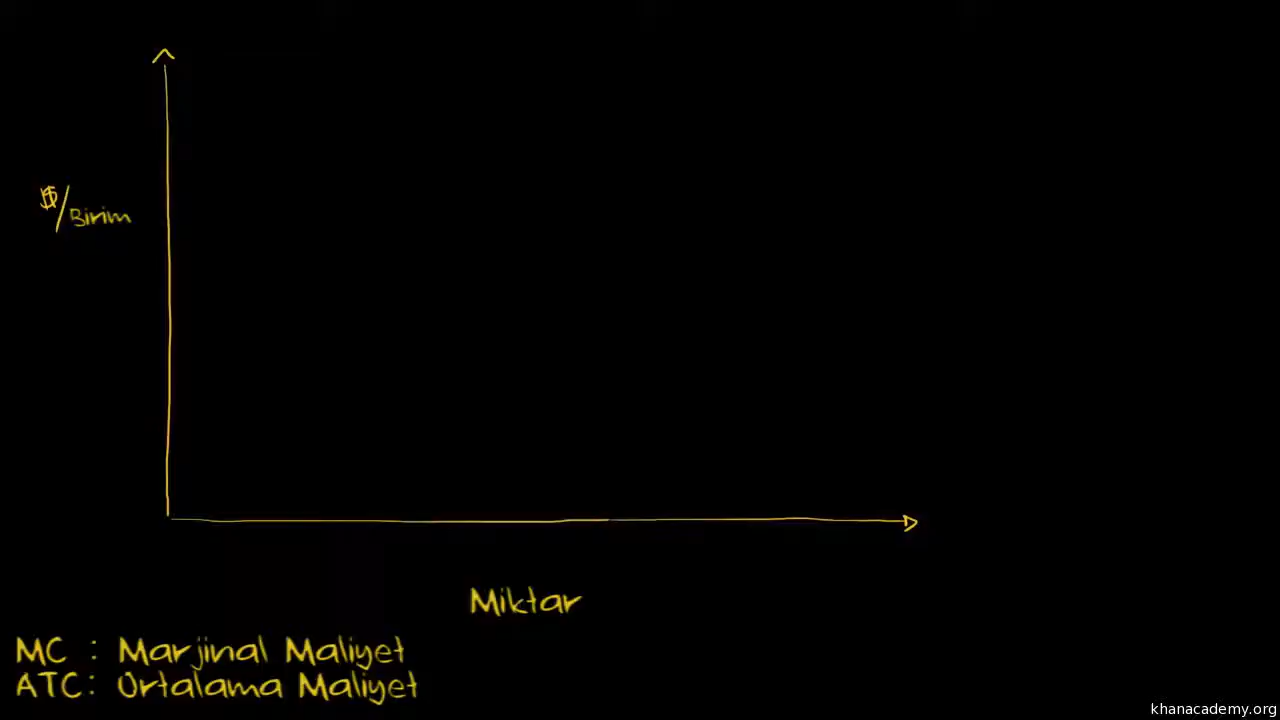 $/Birim
Miktar
MC : Marjinal Maliyet
ATC: Ortalama Maliyet
khanacademy.org